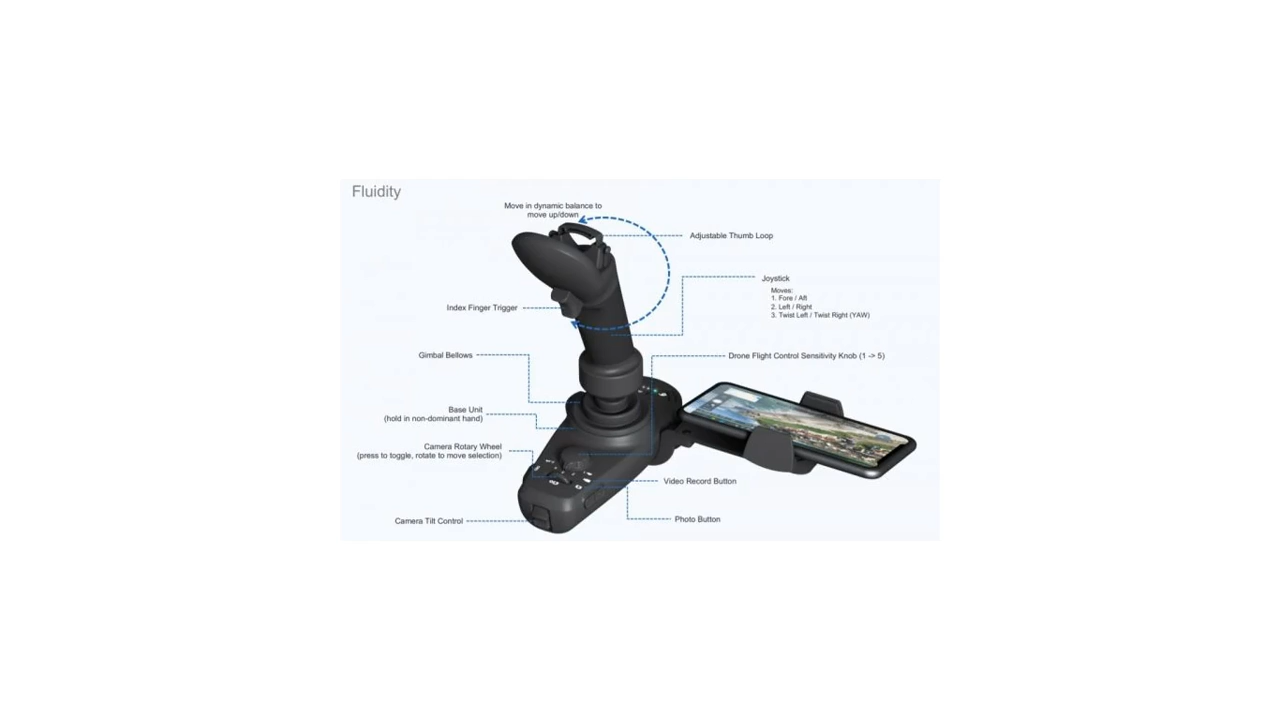 Fluidity
Move in dynamic balance to
move up/down
Adjustable Thumb Loop
Joystick
Moves:
1. Fore / Aft
2. Left / Right
3. Twist Left / Twist Right (YAW)
Index Finger Trigger
Gimbal Bellows
Drone Flight Control Sensitivity Knob (1 -> 5)
Base Unit
(hold in non-dominant hand)
Camera Rotary Wheel
(press to toggle, rotate to move selection)
Video Record Button
Photo Button
Camera Tilt Control